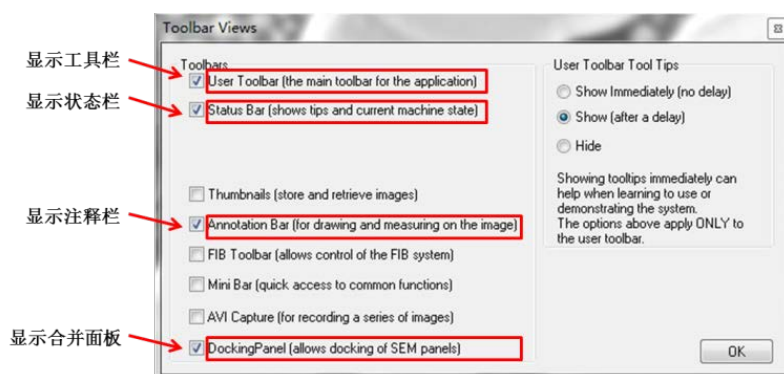 Toolbar Views
显示工具栏
显示状态栏
显示注释栏
显示合并面板
Toolbars
User Toolbar (the main toolbar for the application)
Status Bar (shows tips and current machine state)
Thumbnails (store and retrieve images)
Annotation Bar (for drawing and measuring on the image)
FIB Toolbar (allows control of the FIB system)
Mini Bar (quick access to common functions)
AVI Capture (for recording a series of images)
DockingPanel (allows docking of SEM panels)
User Toolbar Tool Tips
Show Immediately (no delay)
Show (after a delay)
Hide
Showing tooltips immediately can
help when learning to use or
demonstrating the system.
The options above apply ONLY to
the user toolbar.
OK